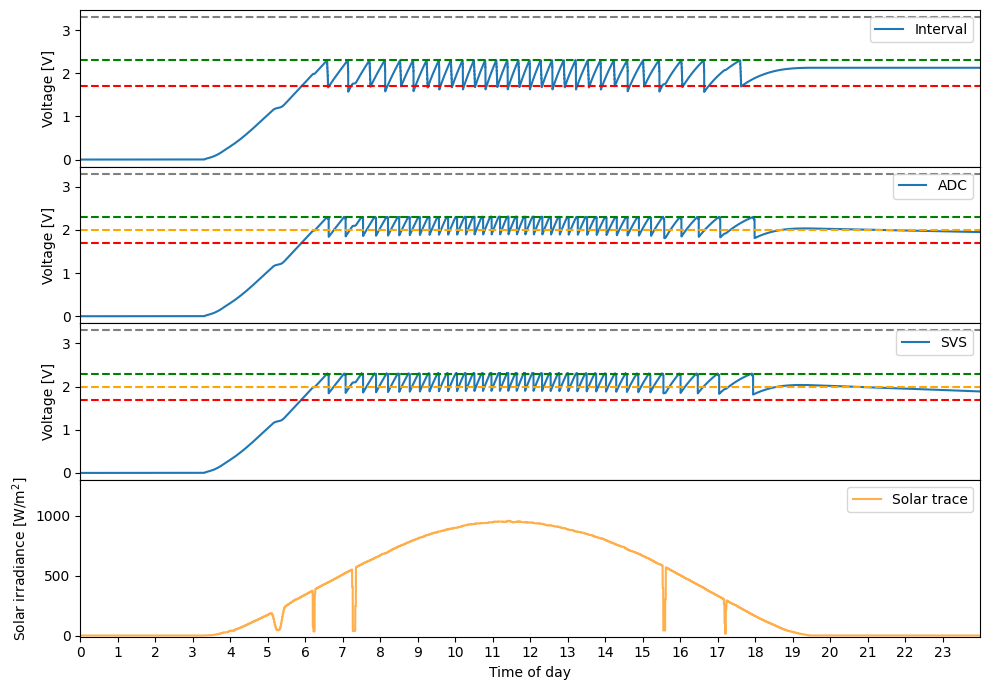 Interval
Voltage [V]
3
2
1
0
ADC
Voltage [V]
3
2
1
0
SVS
Voltage [V]
3
2
1
0
Solar trace
Solar irradiance [W/m²]
1000
500
0
0 1 2 3 4 5 6 7 8 9 10 11 12 13 14 15 16 17 18 19 20 21 22 23
Time of day